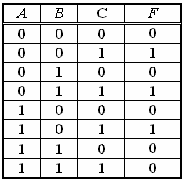 A B C F
0 0 0 0
0 0 1 1
0 1 0 0
0 1 1 1
1 0 0 0
1 0 1 1
1 1 0 0
1 1 1 0